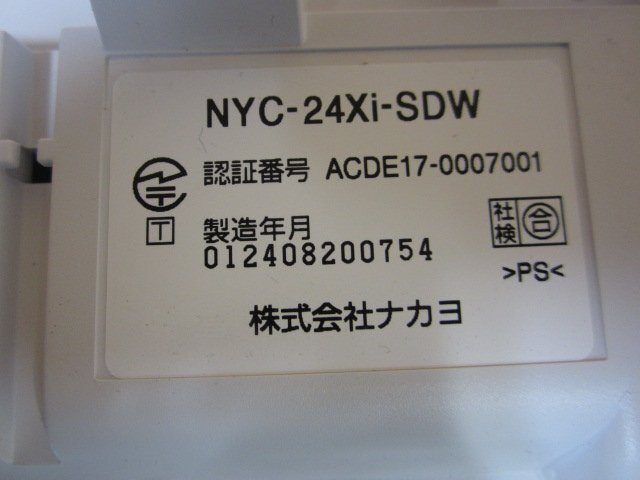 NYC-24Xi-SDW
認証番号 ACDE17-0007001
T
製造年月
012408200754
社検 合
>PS<
株式会社ナカヨ